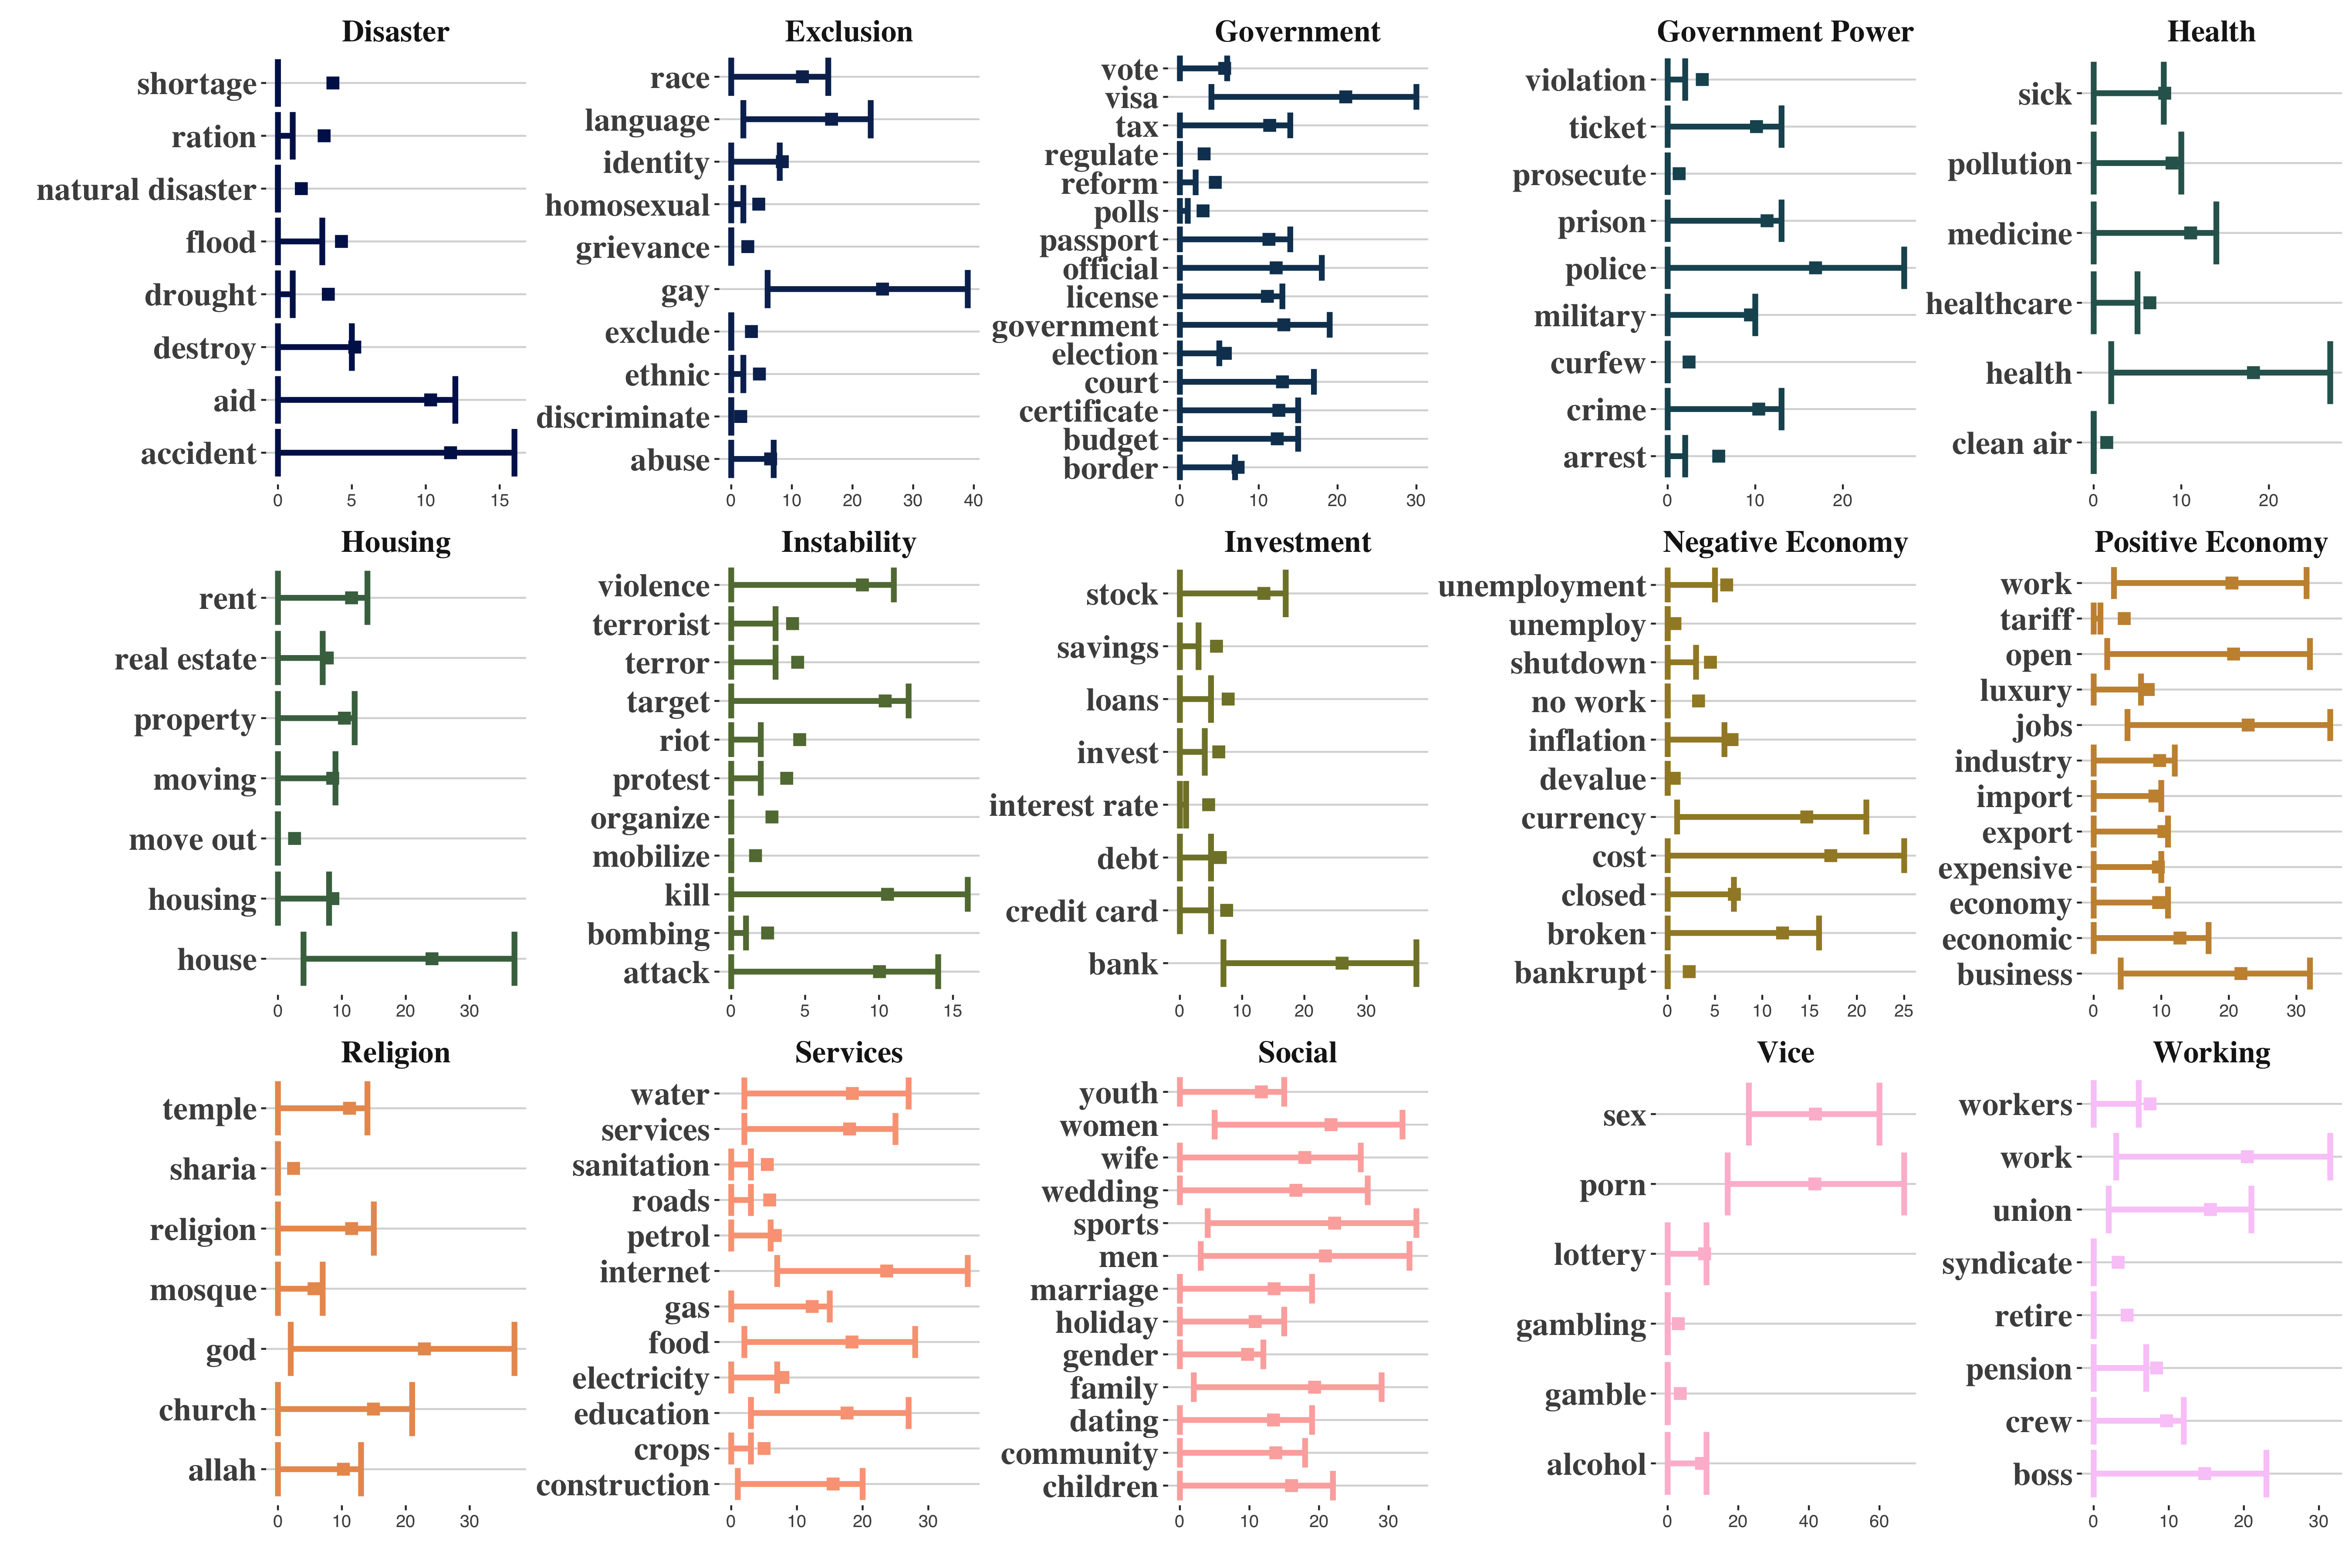 Disaster
shortage
ration
natural disaster
flood
drought
destroy
aid
accident
0 5 10 15
Exclusion
race
language
identity
homosexual
grievance
gay
exclude
ethnic
discriminate
abuse
0 10 20 30 40
Government
vote
visa
tax
regulate
reform
polls
passport
official
license
government
election
court
certificate
budget
border
0 10 20 30
Government Power
violation
ticket
prosecute
prison
police
military
curfew
crime
arrest
0 10 20
Health
sick
pollution
medicine
healthcare
health
clean air
0 10 20
Housing
rent
real estate
property
moving
move out
housing
house
0 10 20 30
Instability
violence
terrorist
terror
target
riot
protest
organize
mobilize
kill
bombing
attack
0 5 10 15
Investment
stock
savings
loans
invest
interest rate
debt
credit card
bank
0 10 20 30
Negative Economy
unemployment
unemploy
shutdown
no work
inflation
devalue
currency
cost
closed
broken
bankrupt
0 5 10 15 20 25
Positive Economy
work
tariff
open
luxury
jobs
industry
import
export
expensive
economy
economic
business
0 10 20 30
Religion
temple
sharia
religion
mosque
god
church
allah
0 10 20 30
Services
water
services
sanitation
roads
petrol
internet
gas
food
electricity
education
crops
construction
0 10 20 30
Social
youth
women
wife
wedding
sports
men
marriage
holiday
gender
family
dating
community
children
0 10 20 30
Vice
sex
porn
lottery
gambling
gamble
alcohol
0 20 40 60
Working
workers
work
union
syndicate
retire
pension
crew
boss
0 10 20 30